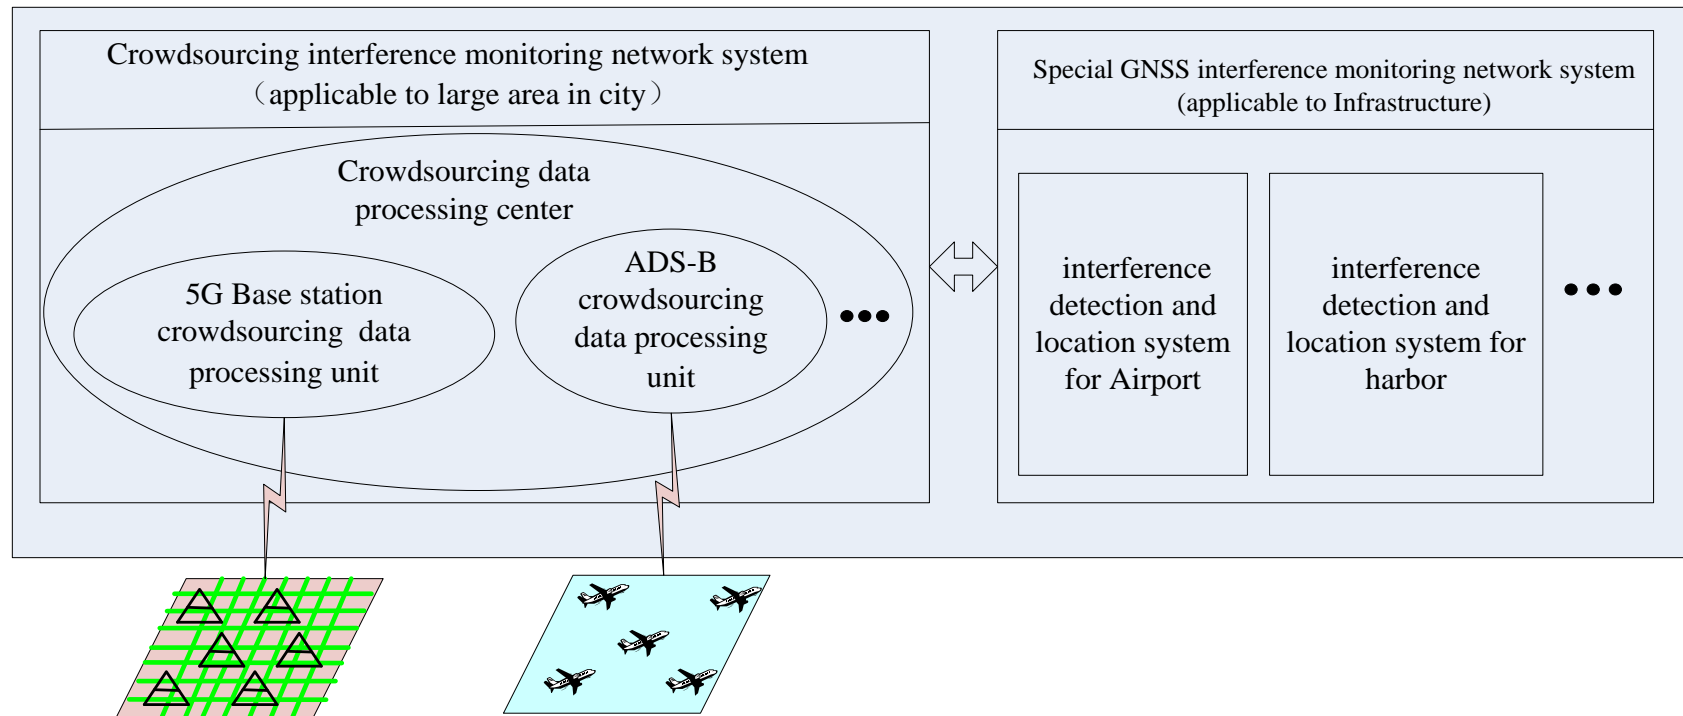 Crowdsourcing interference monitoring network system
（applicable to large area in city）
Crowdsourcing data
processing center
5G Base station
crowdsourcing data
processing unit
ADS-B
crowdsourcing
data processing
unit
Special GNSS interference monitoring network system
(applicable to Infrastructure)
interference
detection and
location system
for Airport
interference
detection and
location system for
harbor